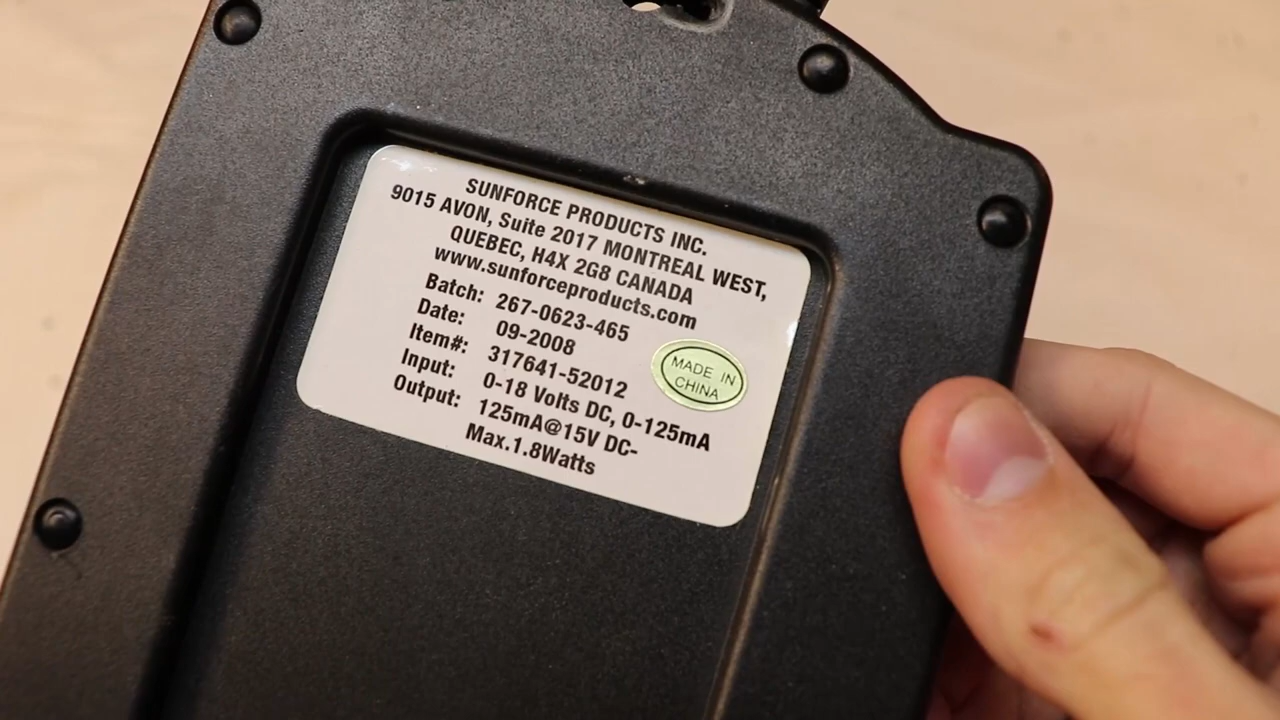 SUNFORCE PRODUCTS INC.
9015 AVON, Suite 2017 MONTREAL WEST,
QUEBEC, H4X 2G8 CANADA
www.sunforceproducts.com
Batch: 267-0623-465
Date: 09-2008
Item#: 317641-52012
Input: 0-18 Volts DC, 0-125mA
Output: 125mA@15V DC-
Max.1.8Watts
MADE IN
CHINA